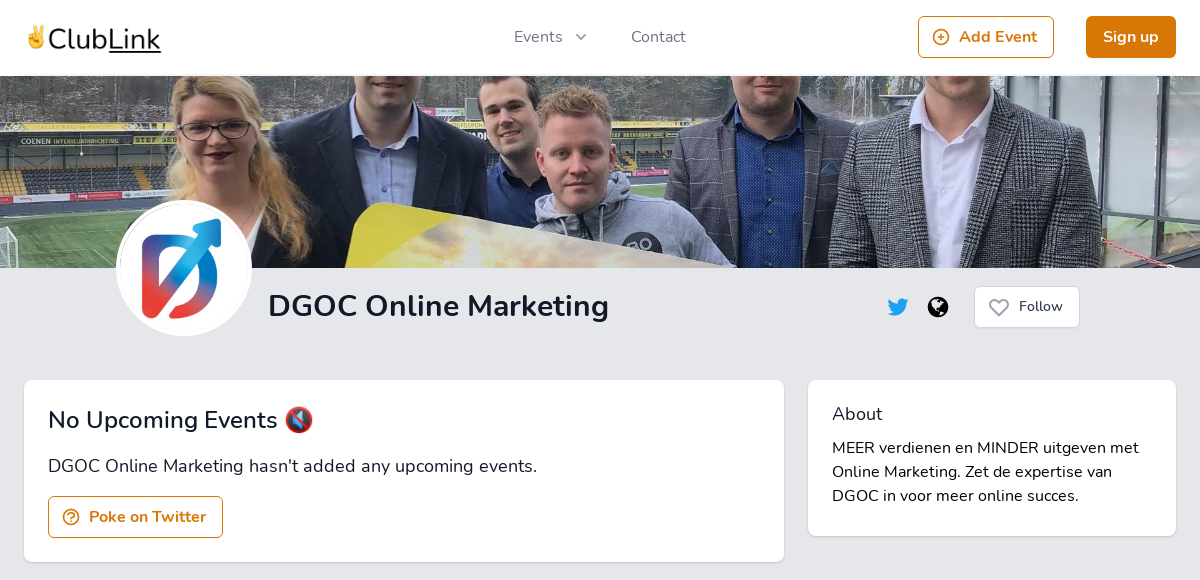 ClubLink
Events
Contact
Add Event
Sign up
COENEN INTERIEURINRICHTING
DGOC Online Marketing
Follow
No Upcoming Events 🔇
DGOC Online Marketing hasn't added any upcoming events.
Poke on Twitter
About
MEER verdienen en MINDER uitgeven met
Online Marketing. Zet de expertise van
DGOC in voor meer online succes.